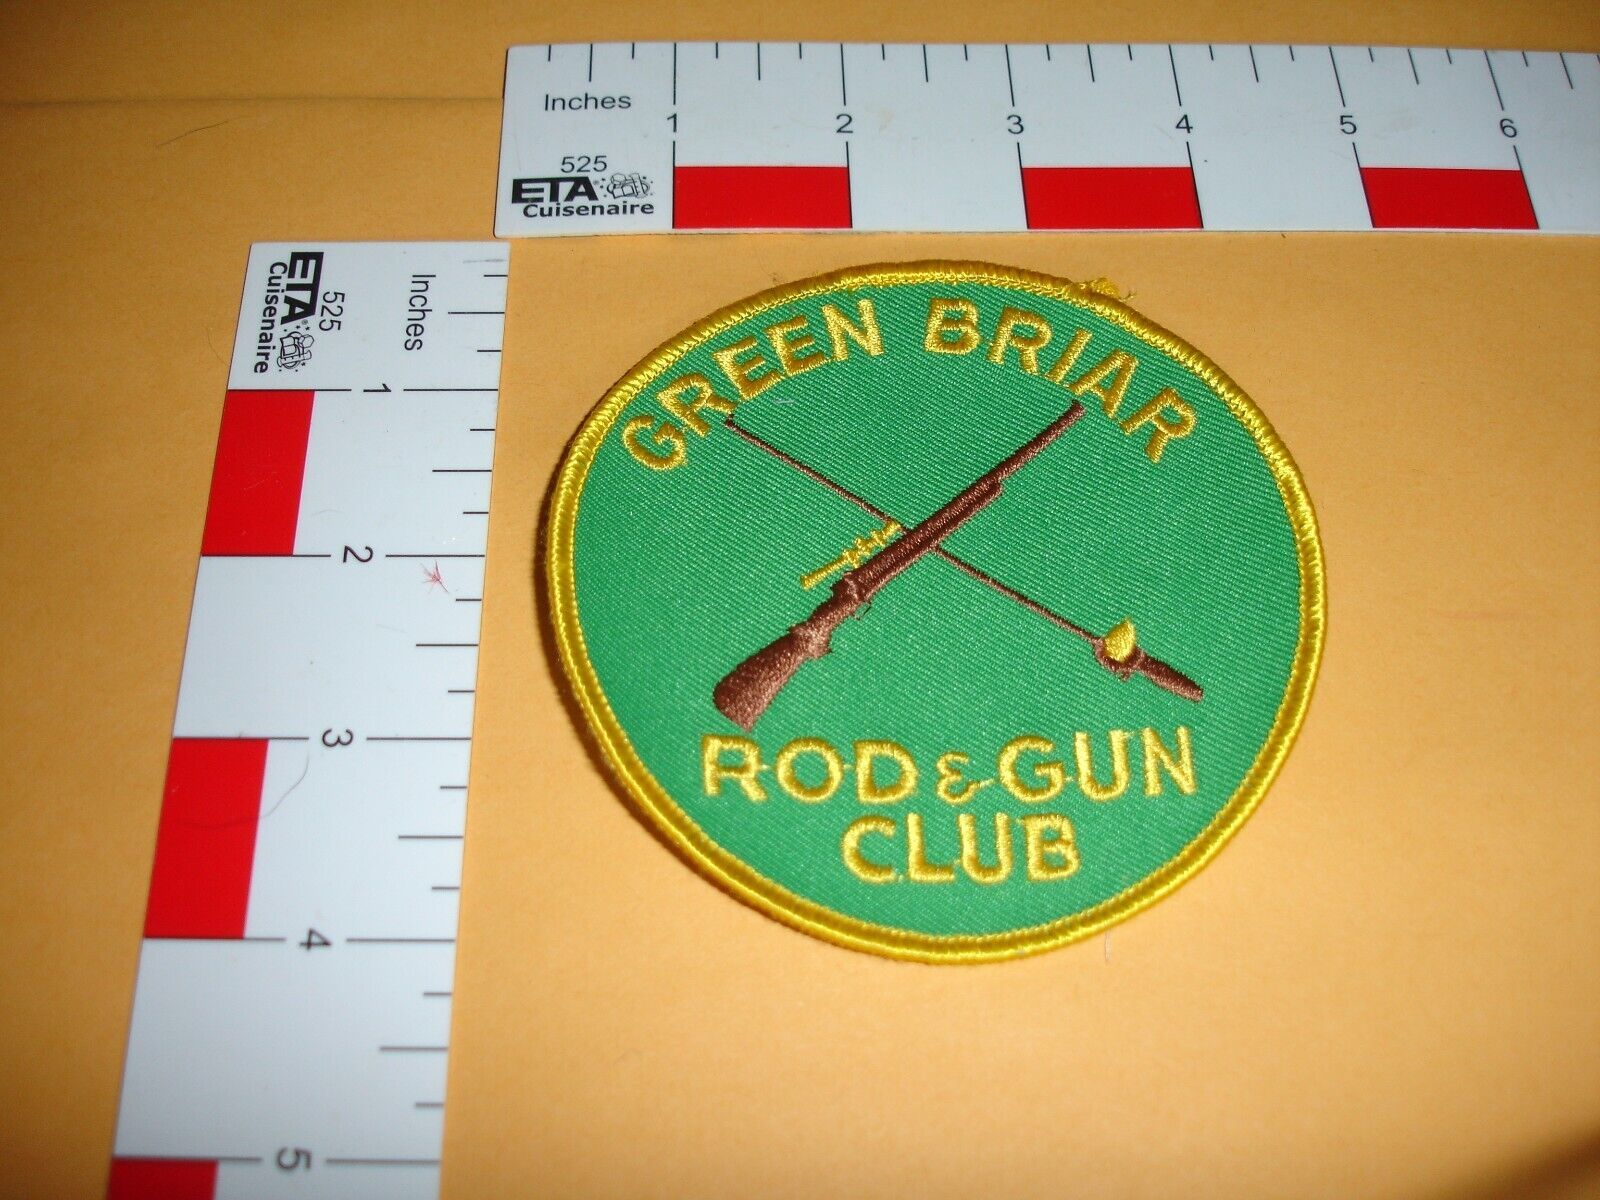 Inches
1 2 3 4 5 6
525
ETA
Cuisenaire
Inches
525
ETA
Cuisenaire
1
2
3
4
5
GREEN BRIAR
ROD & GUN
CLUB